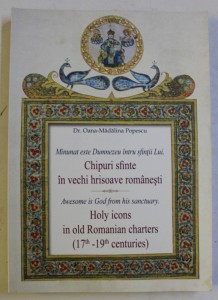 Dr. Oana-Mădălina Popescu
Minunat este Dumnezeu întru sfinții Lui.
Chipuri sfinte
în vechi hrisoave românești
Awesome is God from his sanctuary.
Holy icons
in old Romanian charters
(17th -19th centuries)